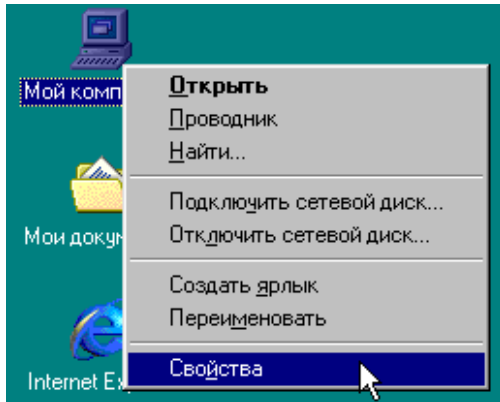 Мой комп
Открыть
Проводник
Найти...
Мои докум
Подключить сетевой диск...
Отключить сетевой диск...
Создать ярлык
Переименовать
Свойства
Internet Ex